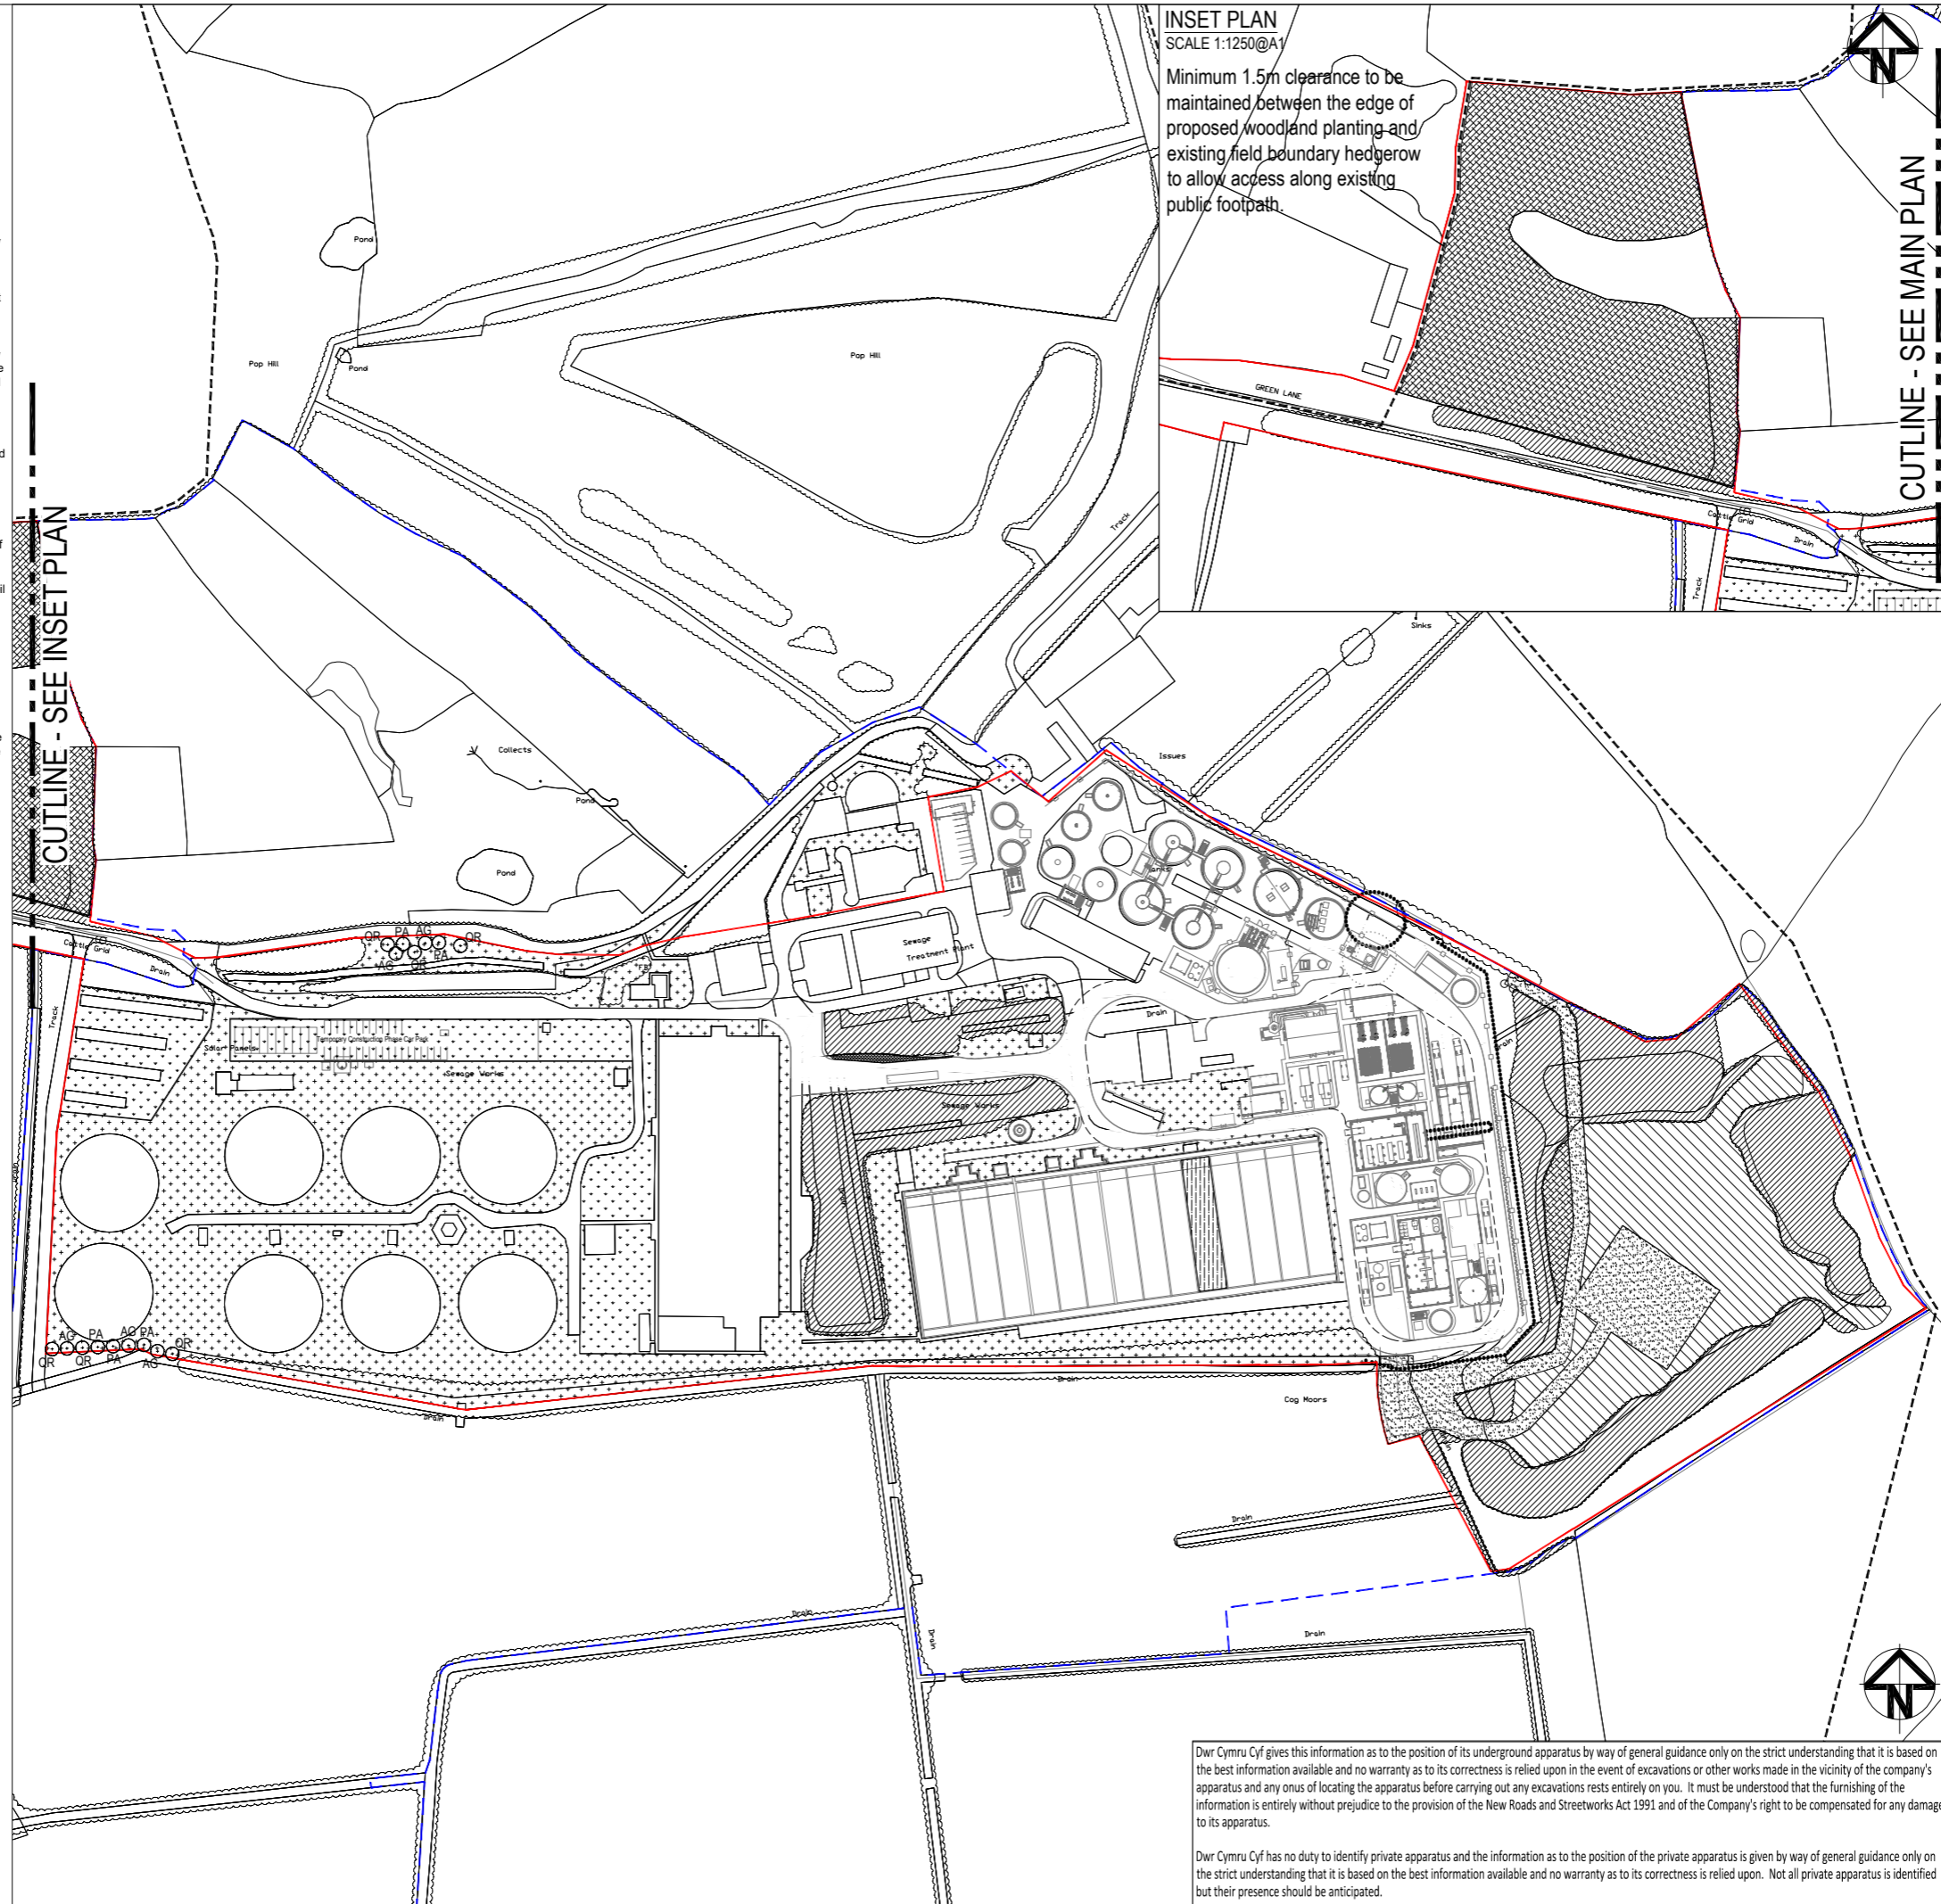 INSET PLAN
SCALE 1:1250@A1
Minimum 1.5m clearance to be
maintained between the edge of
proposed woodland planting and
existing field boundary hedgerow
to allow access along existing
public footpath.
N
CUTLINE - SEE MAIN PLAN
GREEN LANE
Cattle Grid
Drain
Track
CUTLINE - SEE INSET PLAN
Pond
Pop Hill
Pond
Pop Hill
Track
Sinks
Collects
Pond
Pond
Issues
Tanks
Cattle Grid
Drain
Track
Drain
QR PA AG QR
AG QR PA
Sewage
Treatment Plant
Solar Panels
Temporary Construction Phase Car Park
Sewage Works
Drain
Drain
Sewage Works
Drain
AG PA AG PA QR
QR QR PA AG
Drain
Drain
Cog Moors
Drain
Drain
Drain
Drain
N
Dwr Cymru Cyf gives this information as to the position of its underground apparatus by way of general guidance only on the strict understanding that it is based on
the best information available and no warranty as to its correctness is relied upon in the event of excavations or other works made in the vicinity of the company's
apparatus and any onus of locating the apparatus before carrying out any excavations rests entirely on you. It must be understood that the furnishing of the
information is entirely without prejudice to the provision of the New Roads and Streetworks Act 1991 and of the Company's right to be compensated for any damage
to its apparatus.
Dwr Cymru Cyf has no duty to identify private apparatus and the information as to the position of the private apparatus is given by way of general guidance only on
the strict understanding that it is based on the best information available and no warranty as to its correctness is relied upon. Not all private apparatus is identified
but their presence should be anticipated.